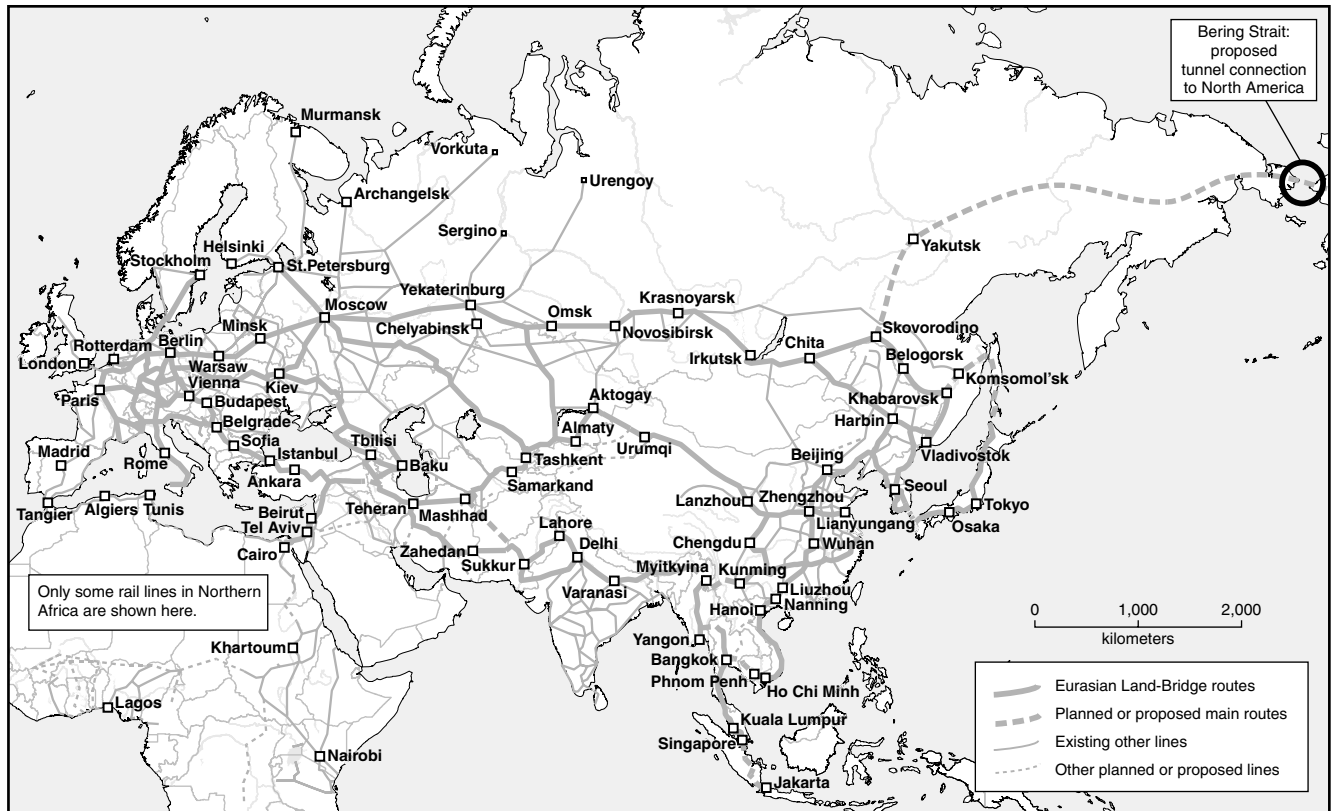 Bering Strait:
proposed
tunnel connection
to North America
Murmansk
Vorkuta
Urengoy
Archangelsk
Sergino
Yakutsk
Helsinki
Stockholm
St.Petersburg
Yekaterinburg
Krasnoyarsk
Moscow
Omsk
Chelyabinsk
Novosibirsk
Skovorodino
Minsk
Chita
Irkutsk
Belogorsk
Rotterdam
Berlin
London
Warsaw
Komsomol'sk
Vienna
Kiev
Aktogay
Khabarovsk
Paris
Budapest
Harbin
Belgrade
Almaty
Sofia
Tbilisi
Urumqi
Madrid
Istanbul
Beijing
Vladivostok
Rome
Baku
Tashkent
Ankara
Samarkand
Seoul
Tangier
Algiers
Tunis
Beirut
Teheran
Mashhad
Lanzhou
Zhengzhou
Tokyo
Tel Aviv
Lahore
Lianyungang
Osaka
Cairo
Zahedan
Delhi
Chengdu
Wuhan
Sukkur
Myitkyina
Kunming
Varanasi
Liuzhou
Nanning
Hanoi
Only some rail lines in Northern
Africa are shown here.
0
1,000
2,000
kilometers
Khartoum
Yangon
Bangkok
Phnom Penh
Ho Chi Minh
Lagos
Kuala Lumpur
Singapore
Nairobi
Jakarta
Eurasian Land-Bridge routes
Planned or proposed main routes
Existing other lines
Other planned or proposed lines